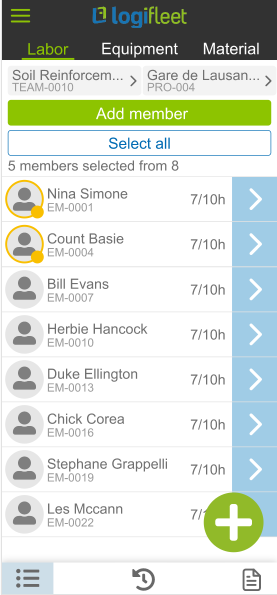 logifleet
Labor Equipment Material
Soil Reinforcem... Gare de Lausan...
TEAM-0010 PRO-004
Add member
Select all
5 members selected from 8
Nina Simone 7/10h
EM-0001
Count Basie 7/10h
EM-0004
Bill Evans 7/10h
EM-0007
Herbie Hancock 7/10h
EM-0010
Duke Ellington 7/10h
EM-0013
Chick Corea 7/10h
EM-0016
Stephane Grappelli 7/10h
EM-0019
Les Mccann
EM-0022